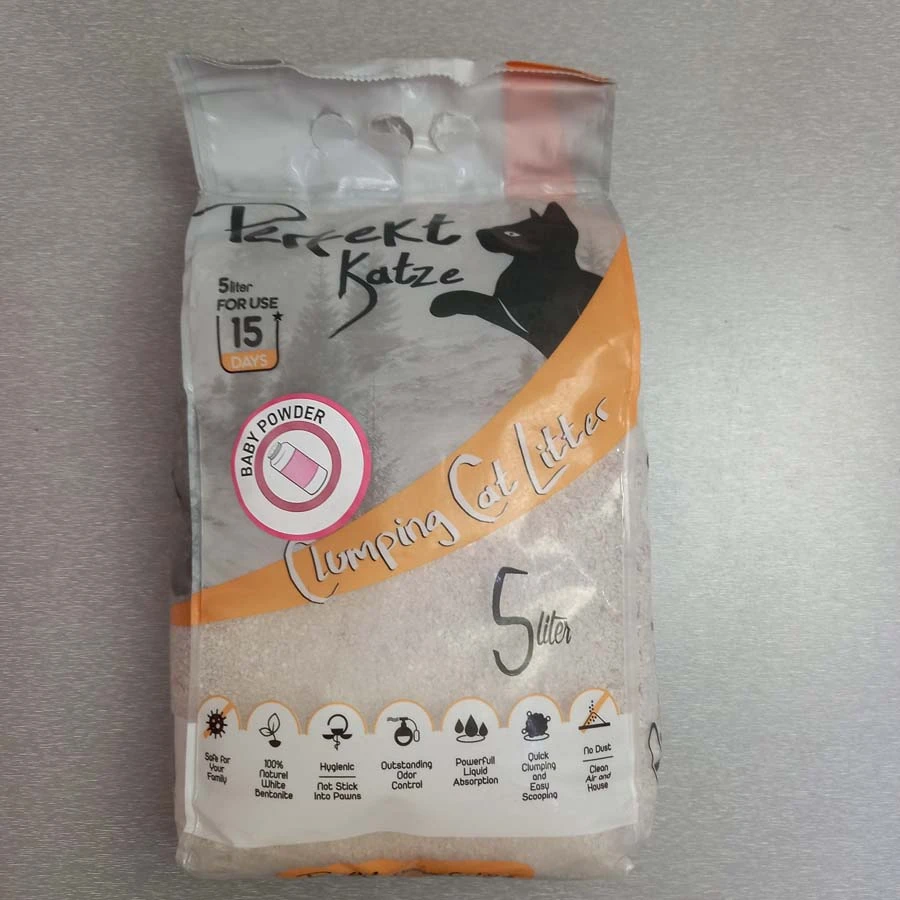 Perfekt
Katze
5liter
FOR USE
15
DAYS
BABY POWDER
Clumping Cat Litter
5 liter
Safe for
Your
Family
100%
Naturel
White
Bentonite
Hygienic
Not Stick
Into Pawns
Outstanding
Odor
Control
Powerfull
Liquid
Absorption
Quick
Clumping
and
Easy
Scooping
No Dust
Clean
Air and
House